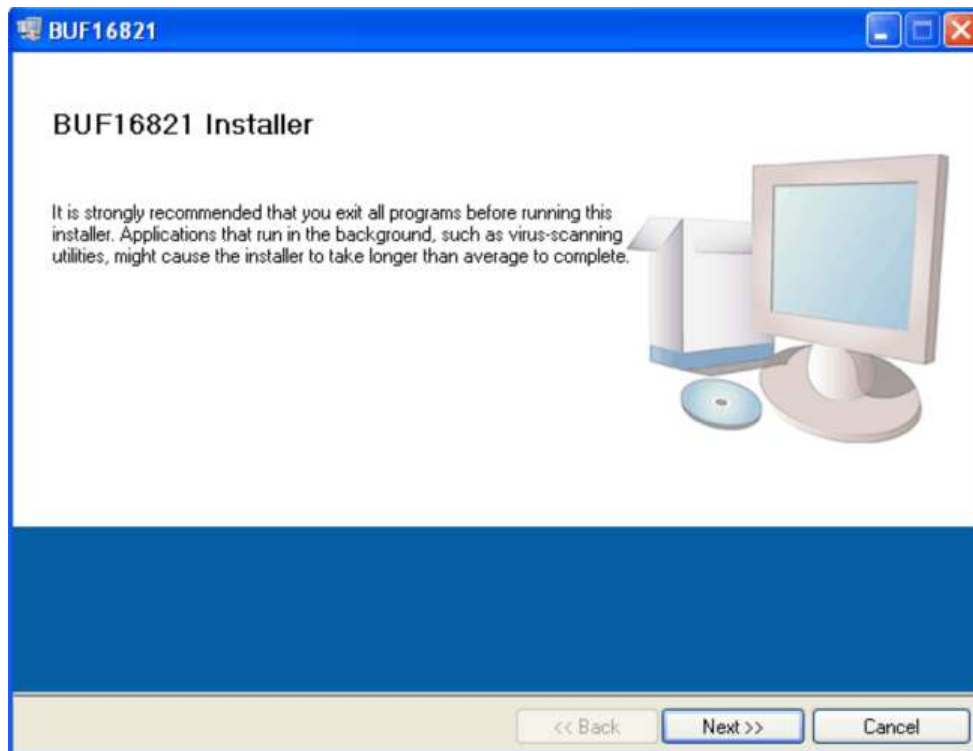 BUF16821
BUF16821 Installer
It is strongly recommended that you exit all programs before running this
installer. Applications that run in the background, such as virus-scanning
utilities, might cause the installer to take longer than average to complete.
<< Back Next >> Cancel